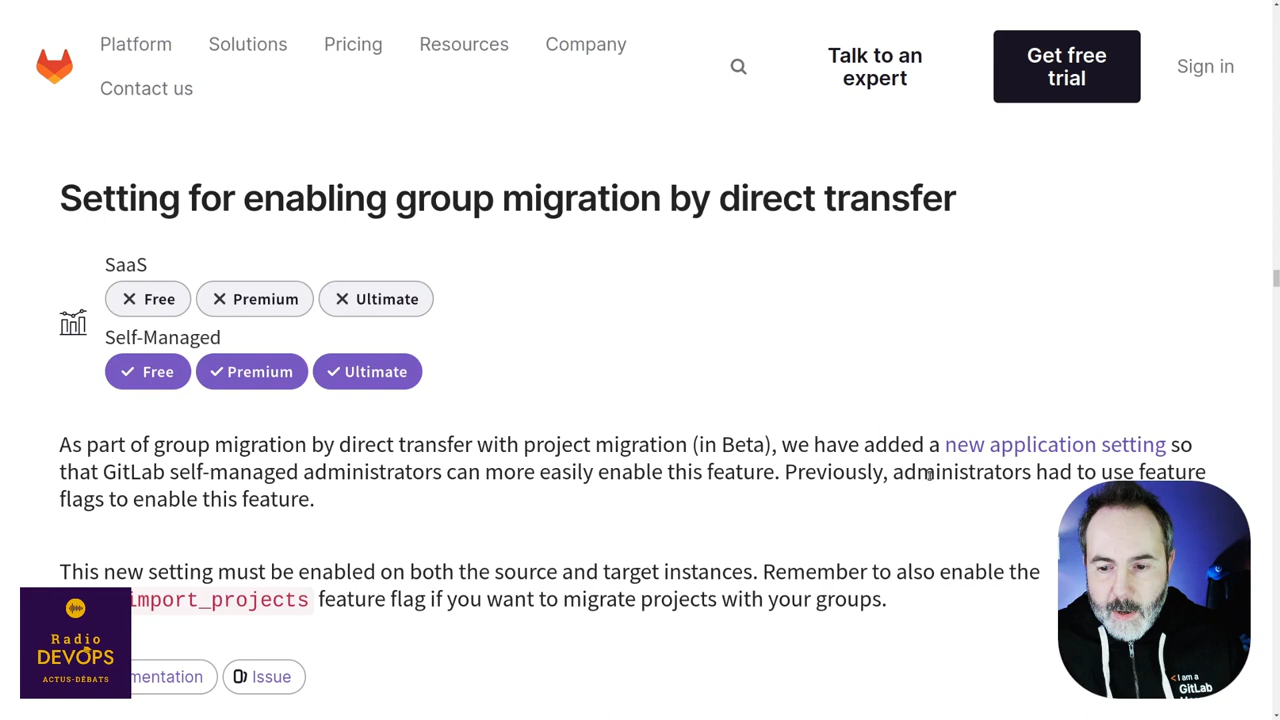 Platform
Solutions
Pricing
Resources
Company
Contact us
Talk to an
expert
Get free
trial
Sign in
Setting for enabling group migration by direct transfer
SaaS
Free
Premium
Ultimate
Self-Managed
Free
Premium
Ultimate
As part of group migration by direct transfer with project migration (in Beta), we have added a new application setting so
that GitLab self-managed administrators can more easily enable this feature. Previously, administrators had to use feature
flags to enable this feature.
This new setting must be enabled on both the source and target instances. Remember to also enable the
import_projects feature flag if you want to migrate projects with your groups.
mentation
Issue
Radio
DEVOPS
ACTUS-DÉBATS
I am a
GitLab